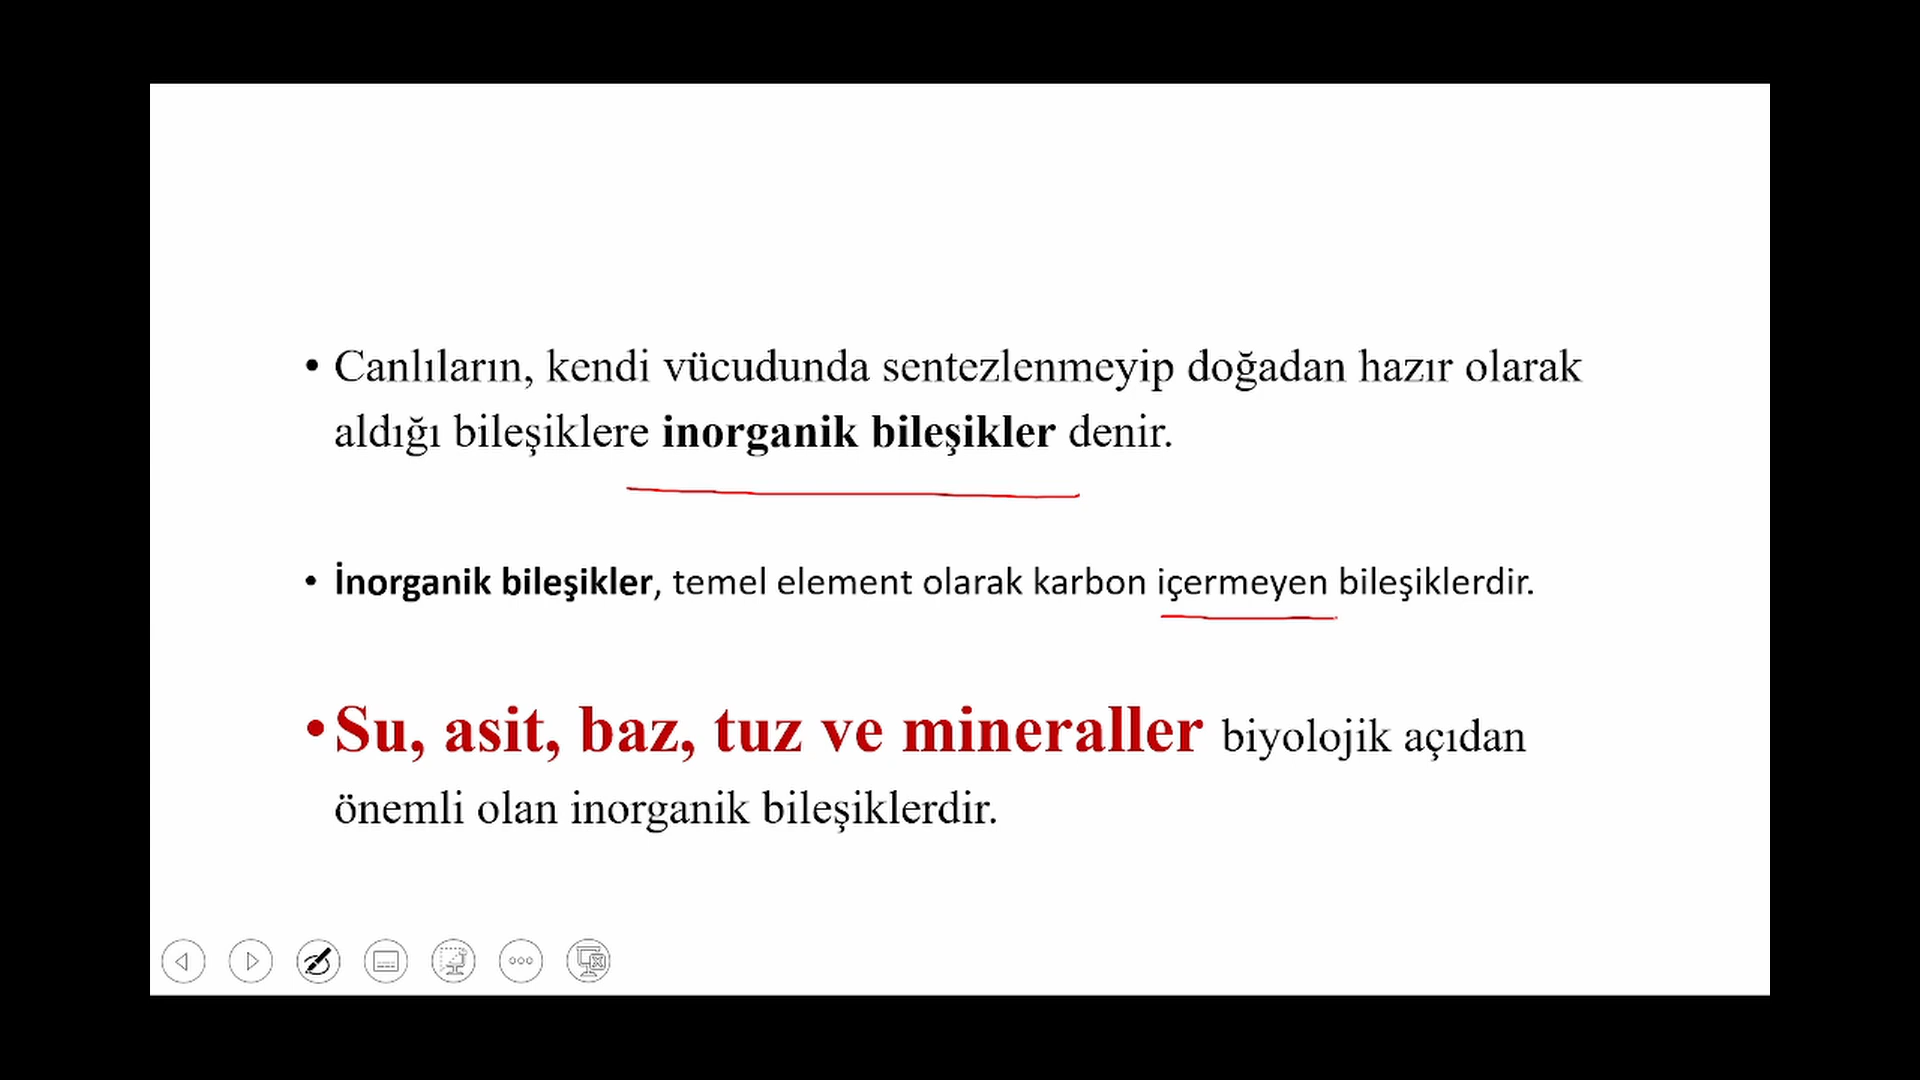 • Canlıların, kendi vücudunda sentezlenmeyip doğadan hazır olarak
aldığı bileşiklere inorganik bileşikler denir.
• İnorganik bileşikler, temel element olarak karbon içermeyen bileşiklerdir.
• Su, asit, baz, tuz ve mineraller biyolojik açıdan
önemli olan inorganik bileşiklerdir.